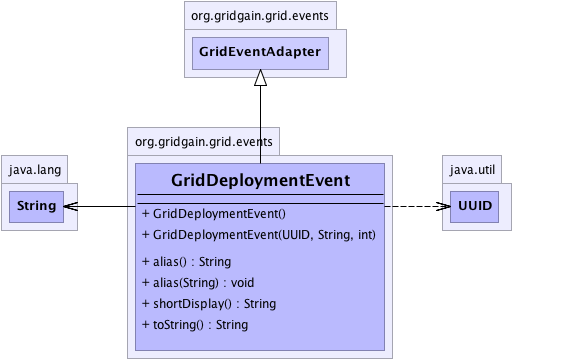 org.gridgain.grid.events
GridEventAdapter
org.gridgain.grid.events
java.lang
String
GridDeploymentEvent
+ GridDeploymentEvent()
+ GridDeploymentEvent(UUID, String, int)
+ alias() : String
+ alias(String) : void
+ shortDisplay() : String
+ toString() : String
java.util
UUID